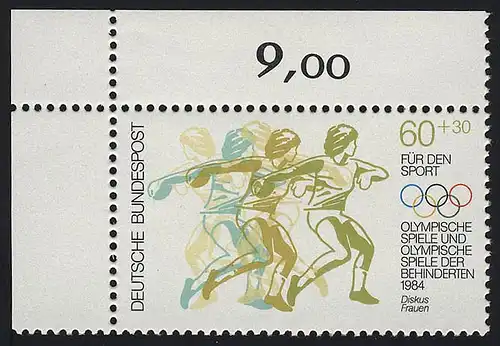 9,00
DEUTSCHE BUNDESPOST
60+30
FÜR DEN
SPORT
OLYMPISCHE
SPIELE UND
OLYMPISCHE
SPIELE DER
BEHINDERTEN
1984
Diskus
Frauen